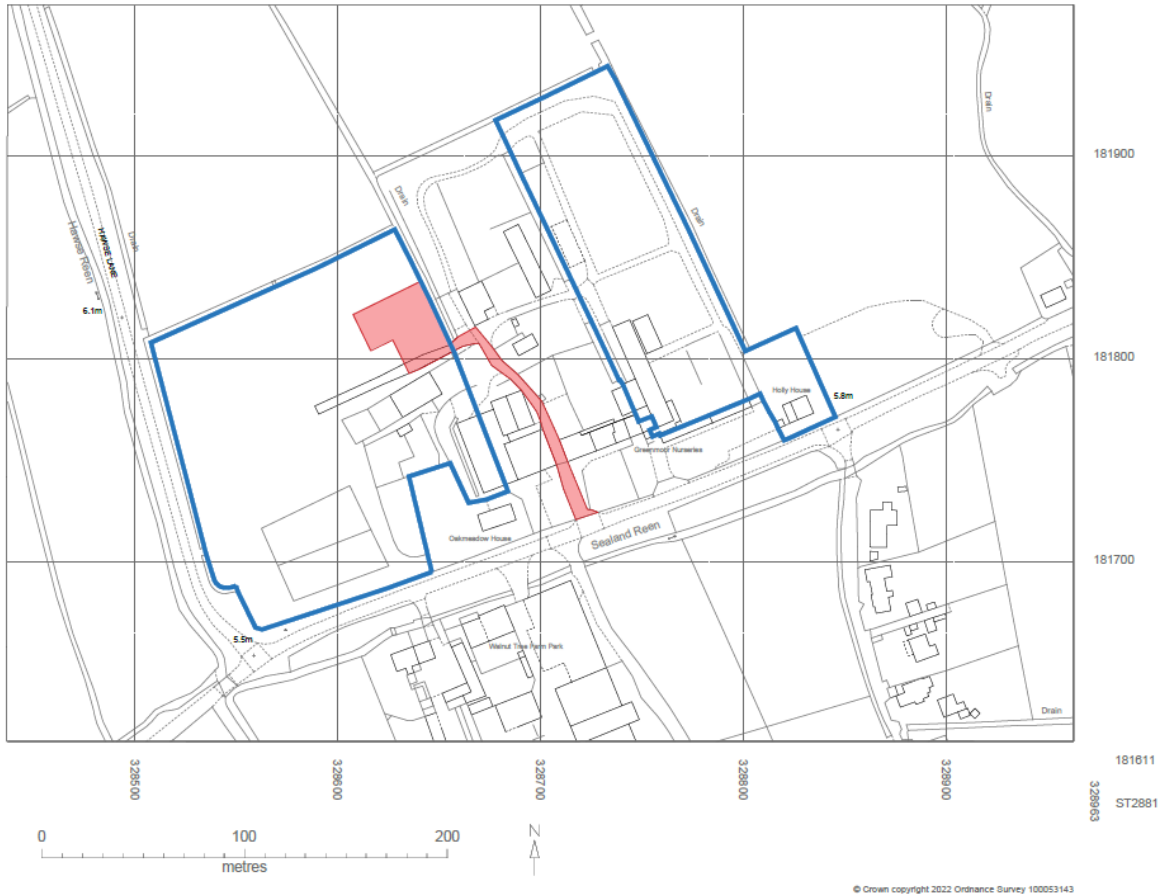 Drain
181900
Drain
Drain
Hawse Reen
HAWSE LANE
Drain
6.1m
181800
Holly House
5.8m
Greenmoor Nurseries
Oakmeadow House
Sealand Reen
181700
5.5m
Walnut Tree Farm Park
Drain
328500
328600
328700
328800
328900
181611
328963
ST2881
0
100
200
metres
N
© Crown copyright 2022 Ordnance Survey 100053143